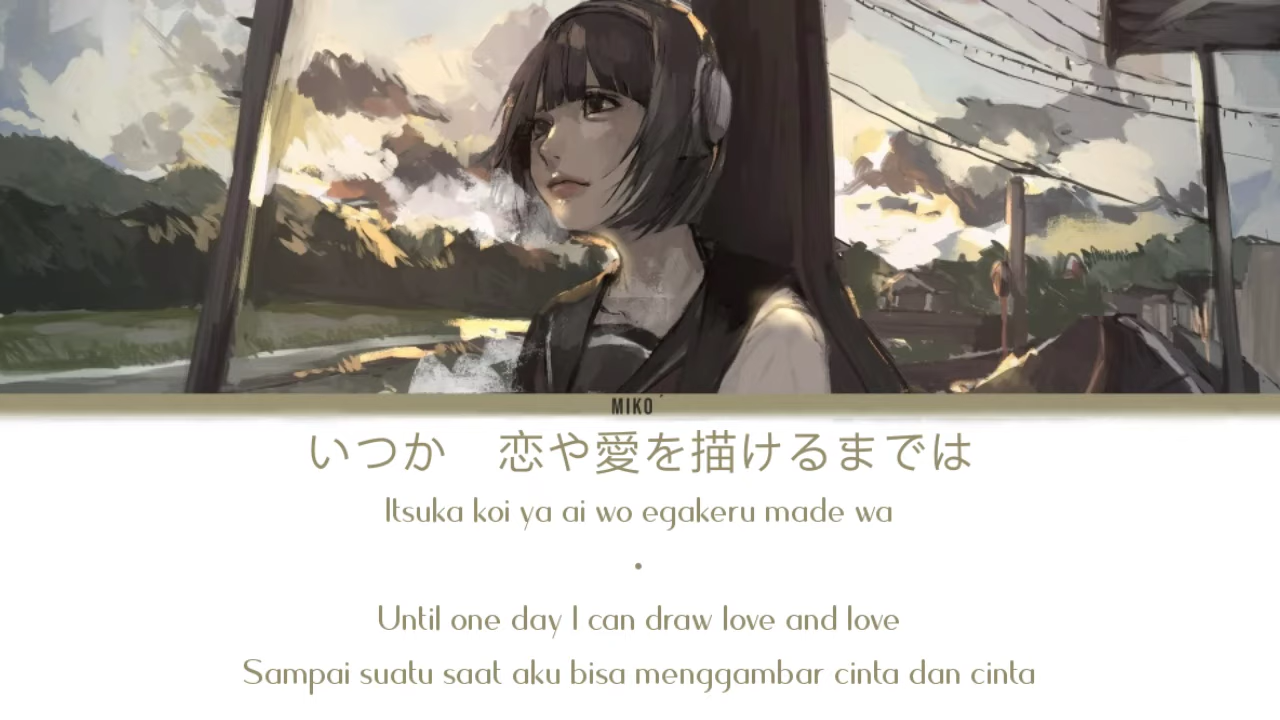 MIKO´
いつか　恋や愛を描けるまでは
Itsuka koi ya ai wo egakeru made wa
•
Until one day I can draw love and love
Sampai suatu saat aku bisa menggambar cinta dan cinta